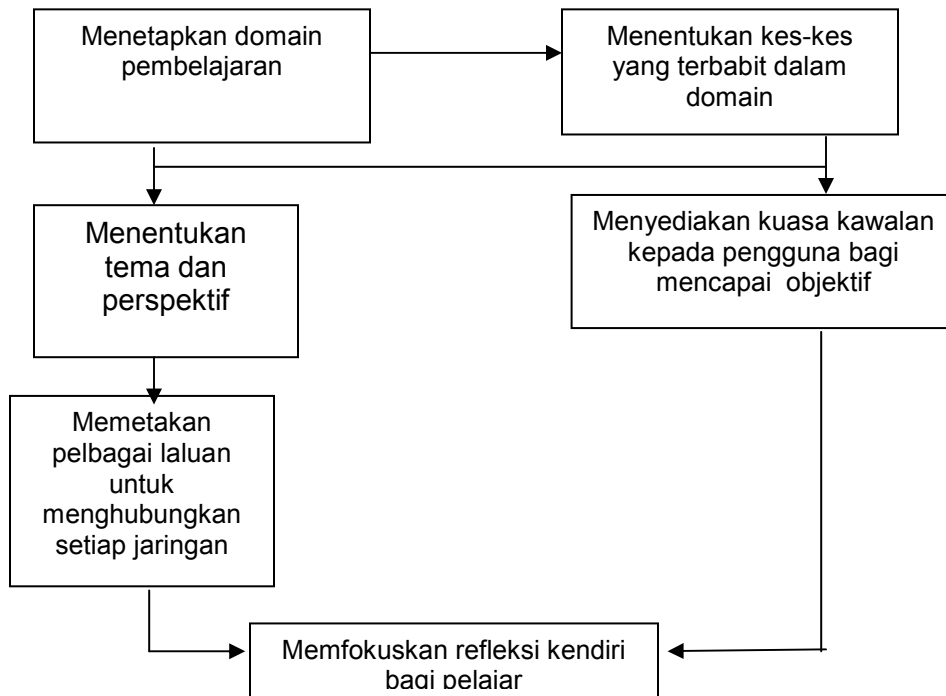 Menetapkan domain
pembelajaran
Menentukan kes-kes
yang terbabit dalam
domain
Menentukan
tema dan
perspektif
Menyediakan kuasa kawalan
kepada pengguna bagi
mencapai objektif
Memetakan
pelbagai laluan
untuk
menghubungkan
setiap jaringan
Memfokuskan refleksi kendiri
bagi pelajar